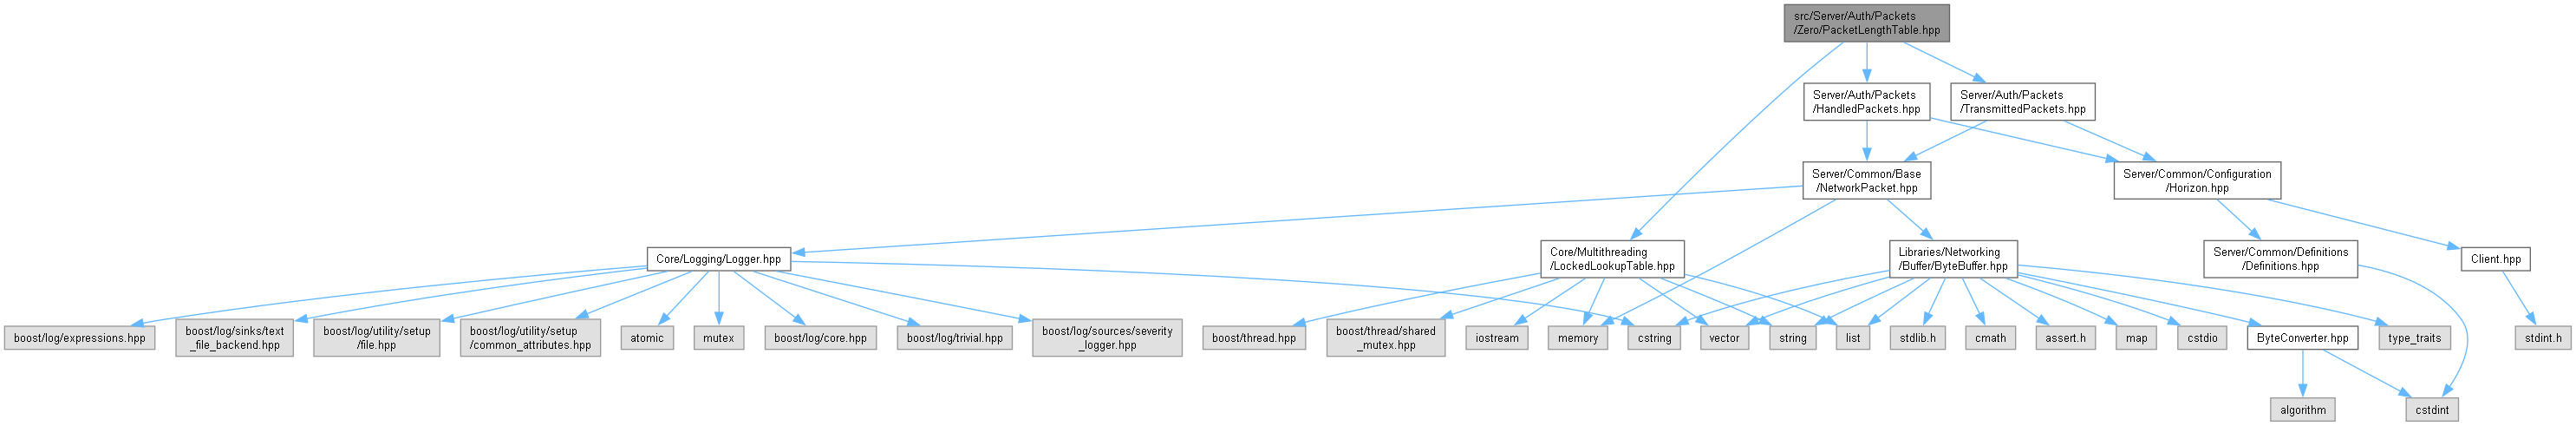 src/Server/Auth/Packets
/Zero/PacketLengthTable.hpp
Server/Auth/Packets
/HandledPackets.hpp
Server/Auth/Packets
/TransmittedPackets.hpp
Server/Common/Base
/NetworkPacket.hpp
Server/Common/Configuration
/Horizon.hpp
Core/Logging/Logger.hpp
Core/Multithreading
/LockedLookupTable.hpp
Libraries/Networking
/Buffer/ByteBuffer.hpp
Server/Common/Definitions
/Definitions.hpp
Client.hpp
boost/log/expressions.hpp
boost/log/sinks/text
_file_backend.hpp
boost/log/utility/setup
/file.hpp
boost/log/utility/setup
/common_attributes.hpp
atomic
mutex
boost/log/core.hpp
boost/log/trivial.hpp
boost/log/sources/severity
_logger.hpp
boost/thread.hpp
boost/thread/shared
_mutex.hpp
iostream
memory
cstring
vector
string
list
stdlib.h
cmath
assert.h
map
cstdio
ByteConverter.hpp
type_traits
stdint.h
algorithm
cstdint